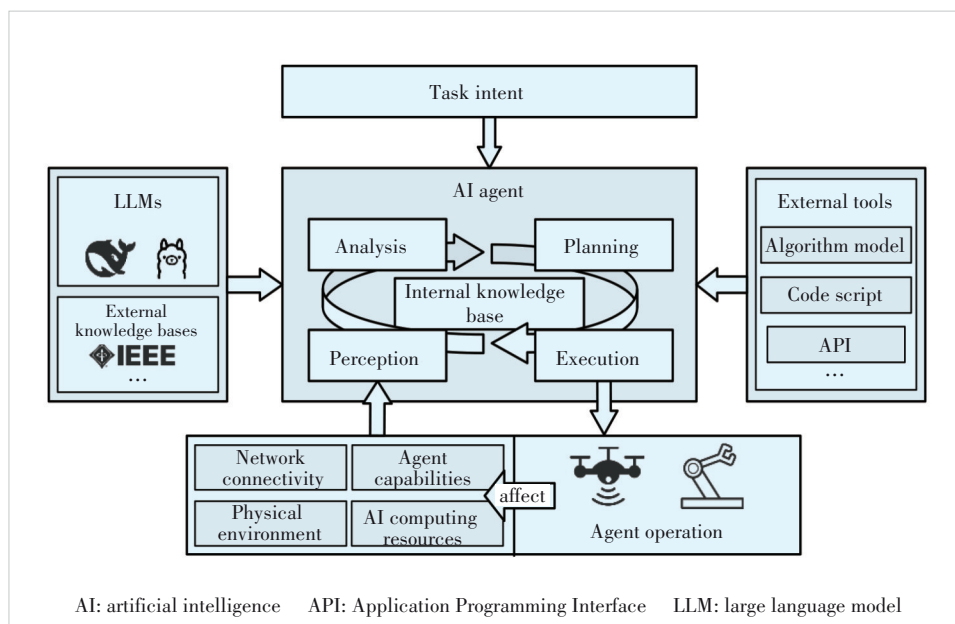 Task intent
AI agent
Analysis
Planning
Internal knowledge
base
Perception
Execution
LLMs
External
knowledge bases
IEEE
…
External tools
Algorithm model
Code script
API
…
Network
connectivity
Agent
capabilities
Physical
environment
AI computing
resources
affect
Agent operation
AI: artificial intelligence API: Application Programming Interface LLM: large language model